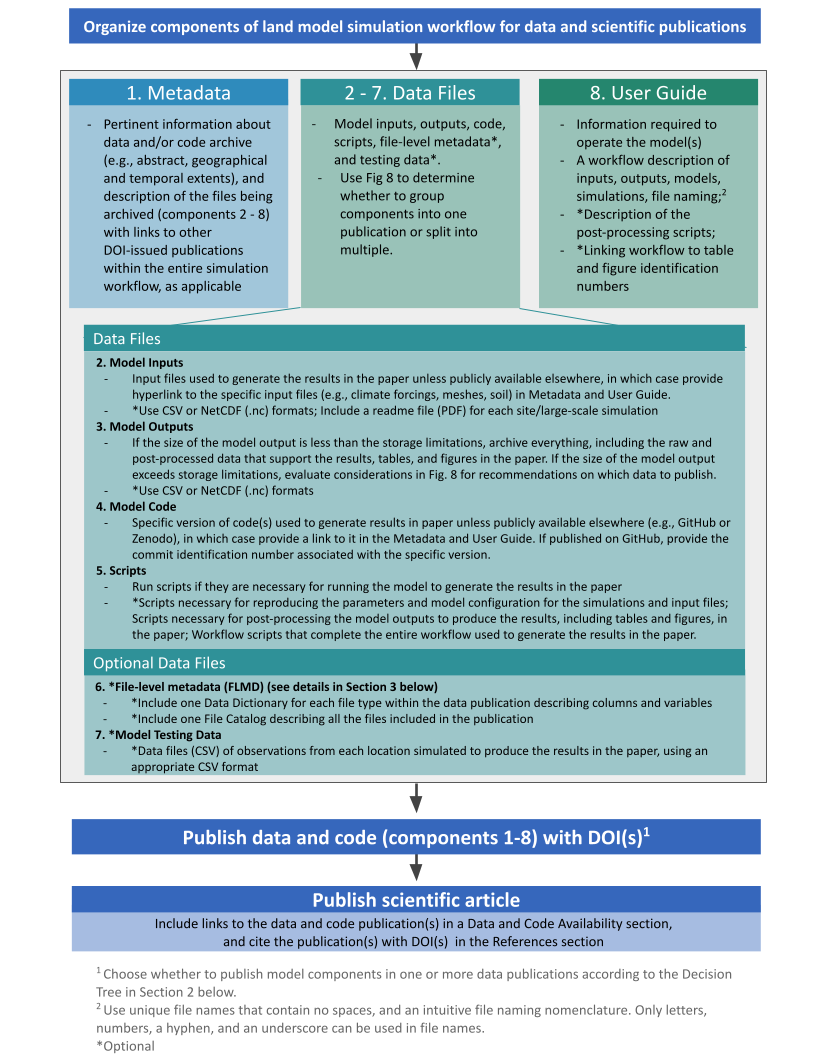 Organize components of land model simulation workflow for data and scientific publications
1. Metadata
- Pertinent information about
data and/or code archive
(e.g., abstract, geographical
and temporal extents), and
description of the files being
archived (components 2 - 8)
with links to other
DOI-issued publications
within the entire simulation
workflow, as applicable
2 - 7. Data Files
- Model inputs, outputs, code,
scripts, file-level metadata*,
and testing data*.
- Use Fig 8 to determine
whether to group
components into one
publication or split into
multiple.
8. User Guide
- Information required to
operate the model(s)
- A workflow description of
inputs, outputs, models,
simulations, file naming;2
- *Description of the
post-processing scripts;
- *Linking workflow to table
and figure identification
numbers
Data Files
2. Model Inputs
- Input files used to generate the results in the paper unless publicly available elsewhere, in which case provide
hyperlink to the specific input files (e.g., climate forcings, meshes, soil) in Metadata and User Guide.
- *Use CSV or NetCDF (.nc) formats; Include a readme file (PDF) for each site/large-scale simulation
3. Model Outputs
- If the size of the model output is less than the storage limitations, archive everything, including the raw and
post-processed data that support the results, tables, and figures in the paper. If the size of the model output
exceeds storage limitations, evaluate considerations in Fig. 8 for recommendations on which data to publish.
- *Use CSV or NetCDF (.nc) formats
4. Model Code
- Specific version of code(s) used to generate results in paper unless publicly available elsewhere (e.g., GitHub or
Zenodo), in which case provide a link to it in the Metadata and User Guide. If published on GitHub, provide the
commit identification number associated with the specific version.
5. Scripts
- Run scripts if they are necessary for running the model to generate the results in the paper
- *Scripts necessary for reproducing the parameters and model configuration for the simulations and input files;
Scripts necessary for post-processing the model outputs to produce the results, including tables and figures, in
the paper; Workflow scripts that complete the entire workflow used to generate the results in the paper.
Optional Data Files
6. *File-level metadata (FLMD) (see details in Section 3 below)
- *Include one Data Dictionary for each file type within the data publication describing columns and variables
- *Include one File Catalog describing all the files included in the publication
7. *Model Testing Data
- *Data files (CSV) of observations from each location simulated to produce the results in the paper, using an
appropriate CSV format
Publish data and code (components 1-8) with DOI(s)1
Publish scientific article
Include links to the data and code publication(s) in a Data and Code Availability section,
and cite the publication(s) with DOI(s) in the References section
1 Choose whether to publish model components in one or more data publications according to the Decision
Tree in Section 2 below.
2 Use unique file names that contain no spaces, and an intuitive file naming nomenclature. Only letters,
numbers, a hyphen, and an underscore can be used in file names.
*Optional